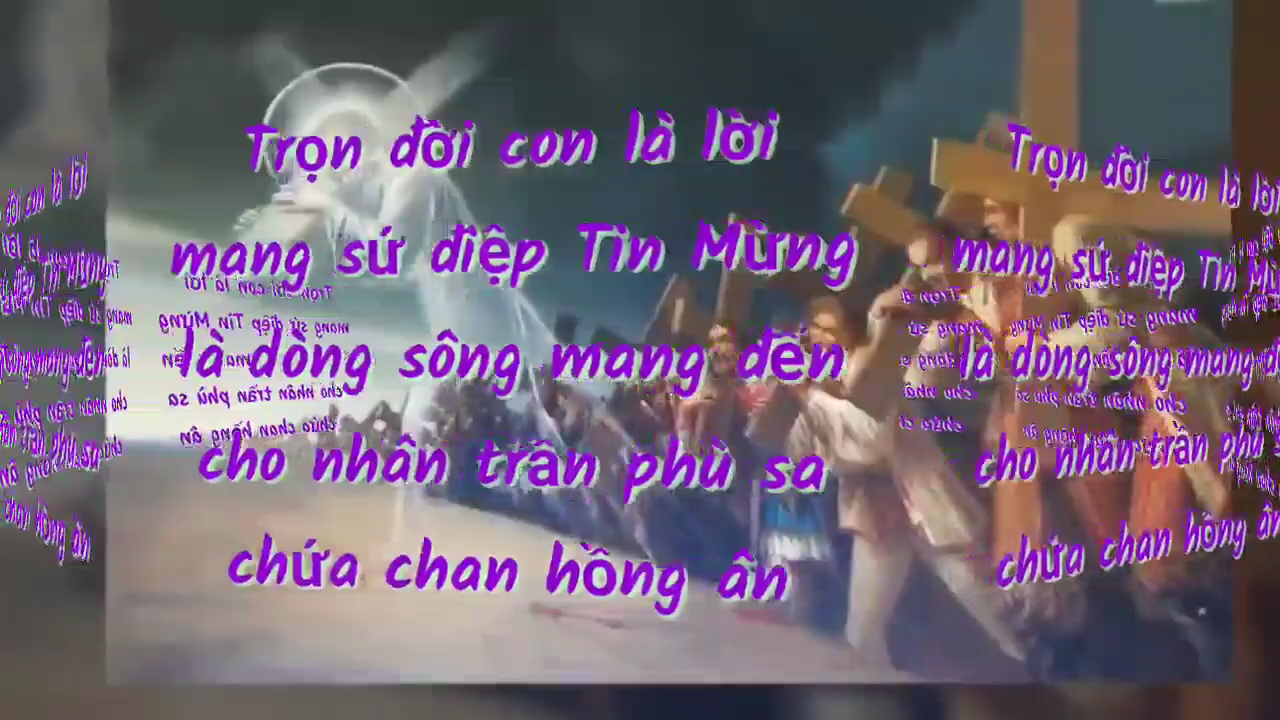 Trọn đời con là lời
mang sứ điệp Tin Mừng
là dòng sông mang đến
cho nhân trần phù sa
chứa chan hồng ân